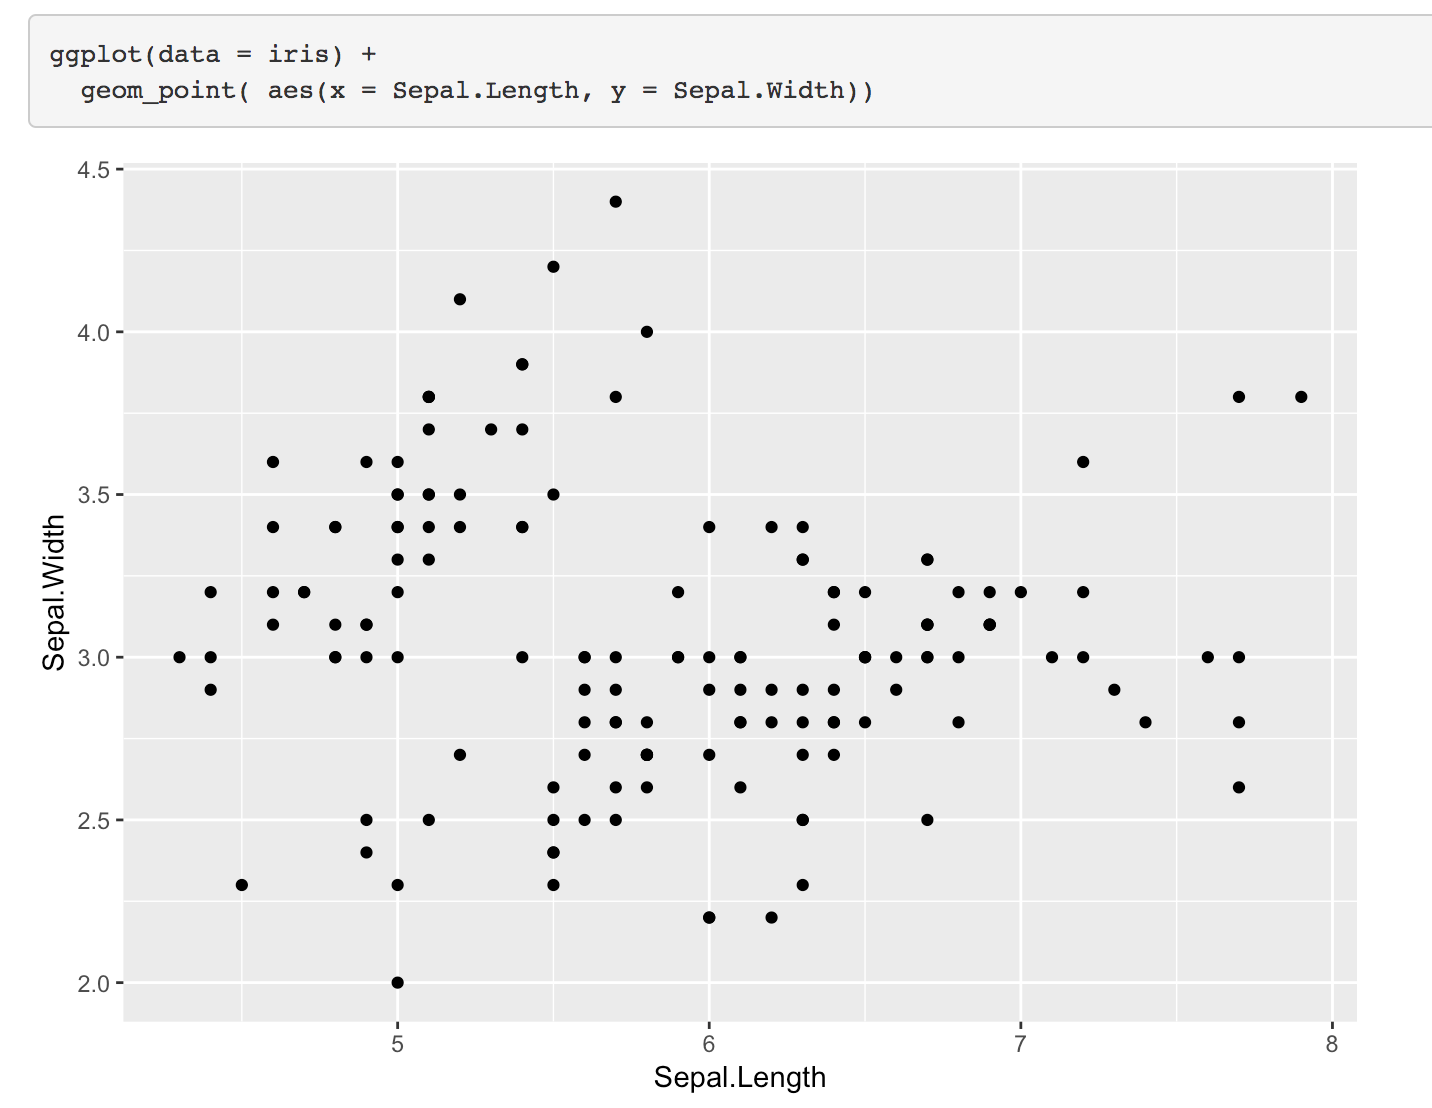 ggplot(data = iris) +
  geom_point( aes(x = Sepal.Length, y = Sepal.Width))
4.5
4.0
3.5
3.0
2.5
2.0
Sepal.Width
5 6 7 8
Sepal.Length